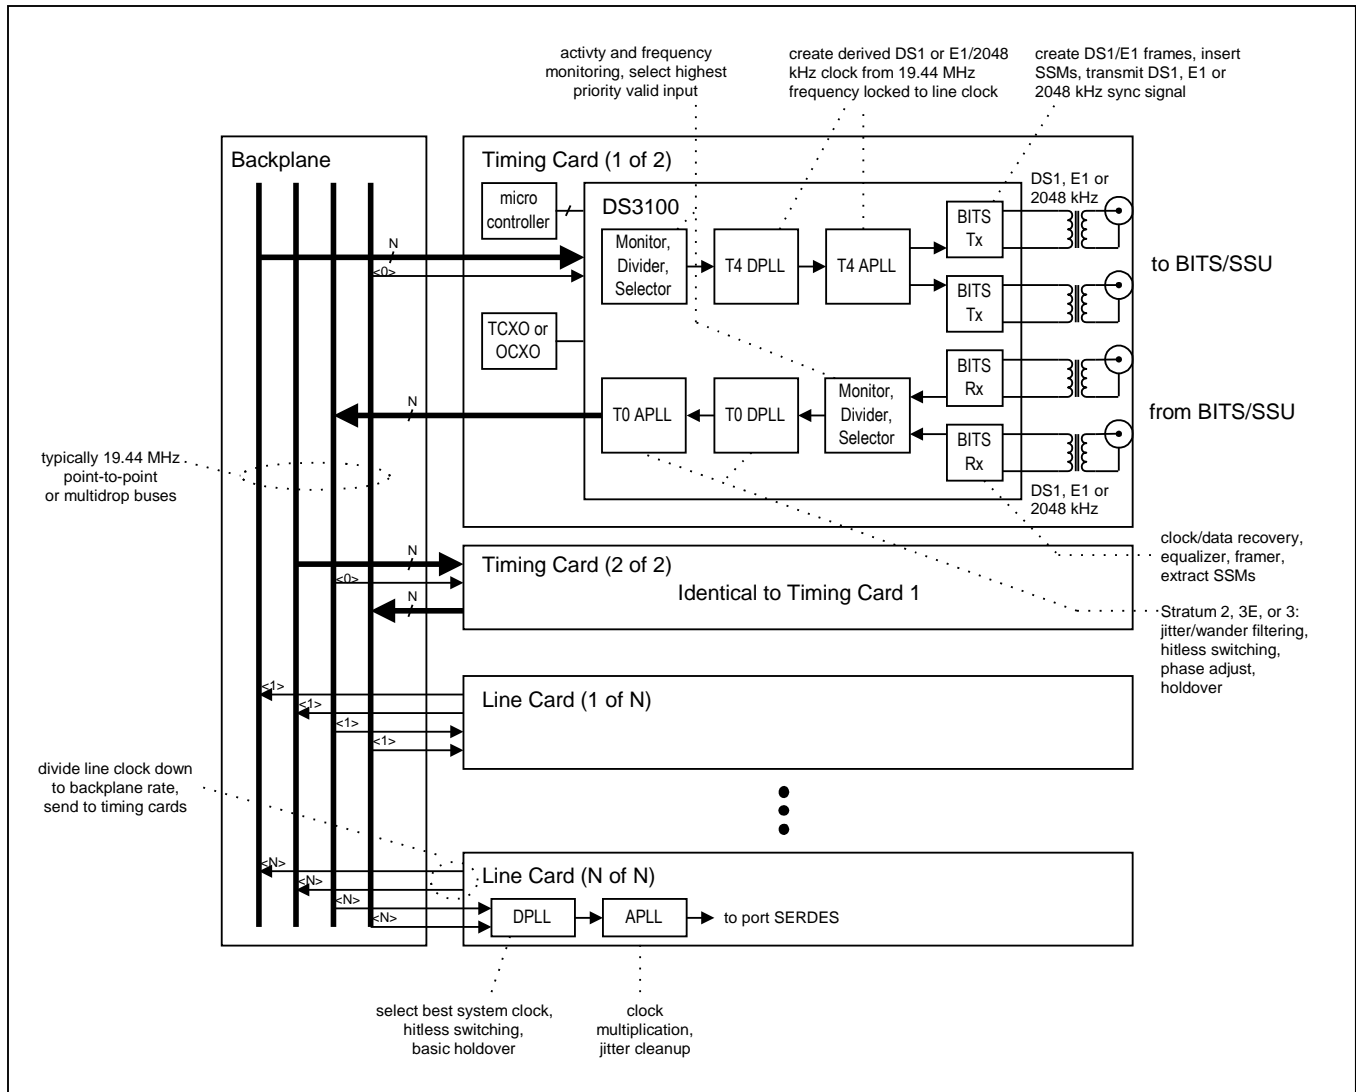 activty and frequency
monitoring, select highest
priority valid input
create derived DS1 or E1/2048
kHz clock from 19.44 MHz
frequency locked to line clock
create DS1/E1 frames, insert
SSMs, transmit DS1, E1 or
2048 kHz sync signal
Backplane
Timing Card (1 of 2)
micro
controller
DS3100
DS1, E1 or
2048 kHz
N
<0>
Monitor,
Divider,
Selector
T4 DPLL
T4 APLL
BITS
Tx
BITS
Tx
to BITS/SSU
TCXO or
OCXO
N
T0 APLL
T0 DPLL
Monitor,
Divider,
Selector
BITS
Rx
BITS
Rx
from BITS/SSU
DS1, E1 or
2048 kHz
typically 19.44 MHz
point-to-point
or multidrop buses
clock/data recovery,
equalizer, framer,
extract SSMs
N
<0>
N
Timing Card (2 of 2)
Identical to Timing Card 1
Stratum 2, 3E, or 3:
jitter/wander filtering,
hitless switching,
phase adjust,
holdover
<1>
<1>
<1>
<1>
Line Card (1 of N)
divide line clock down
to backplane rate,
send to timing cards
<N>
<N>
<N>
<N>
Line Card (N of N)
DPLL
APLL
to port SERDES
select best system clock,
hitless switching,
basic holdover
clock
multiplication,
jitter cleanup